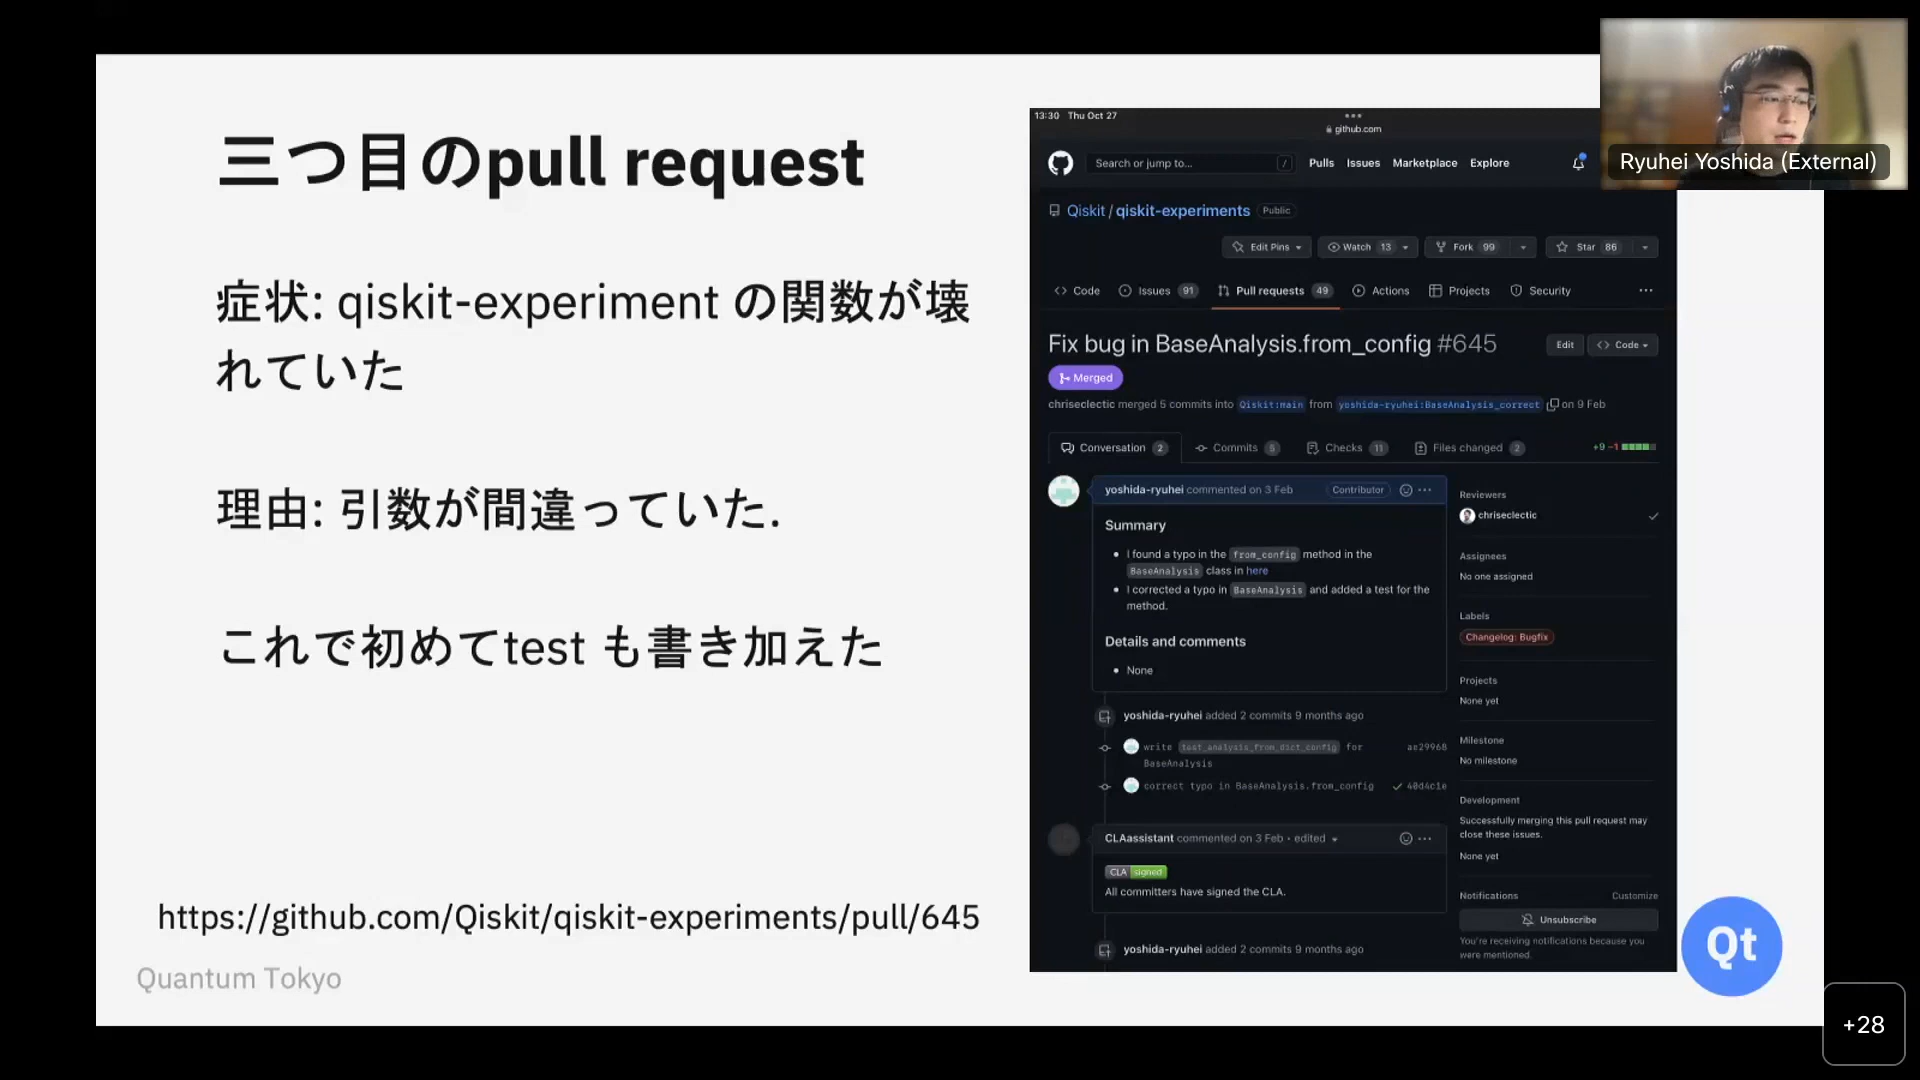 三つ目のpull request
症状: qiskit-experiment の関数が壊
れていた
理由: 引数が間違っていた.
これで初めてtest も書き加えた
https://github.com/Qiskit/qiskit-experiments/pull/645
Quantum Tokyo
13:30 Thu Oct 27
github.com
Search or jump to... /
Pulls Issues Marketplace Explore
Qiskit / qiskit-experiments Public
Edit Pins Watch 13 Fork 99 Star 86
Code Issues 91 Pull requests 49 Actions Projects Security ...
Fix bug in BaseAnalysis.from_config #645
Edit Code
Merged
chriseclectic merged 5 commits into Qiskit:main from yoshida-ryuhei:BaseAnalysis_correct on 9 Feb
Conversation 2 Commits 5 Checks 11 Files changed 2 +9 −1
yoshida-ryuhei commented on 3 Feb Contributor ...
Summary
I found a typo in the from_config method in the
BaseAnalysis class in here
I corrected a typo in BaseAnalysis and added a test for the
method.
Details and comments
None
yoshida-ryuhei added 2 commits 9 months ago
write test_analysis_from_dict_config for ae29968
BaseAnalysis
correct typo in BaseAnalysis.from_config 40d4c1e
CLAassistant commented on 3 Feb • edited ...
CLA signed
All committers have signed the CLA.
yoshida-ryuhei added 2 commits 9 months ago
Reviewers
chriseclectic
Assignees
No one assigned
Labels
Changelog: Bugfix
Projects
None yet
Milestone
No milestone
Development
Successfully merging this pull request may
close these issues.
None yet
Notifications Customize
Unsubscribe
You're receiving notifications because you
were mentioned.
Qt
Ryuhei Yoshida (External)
+28